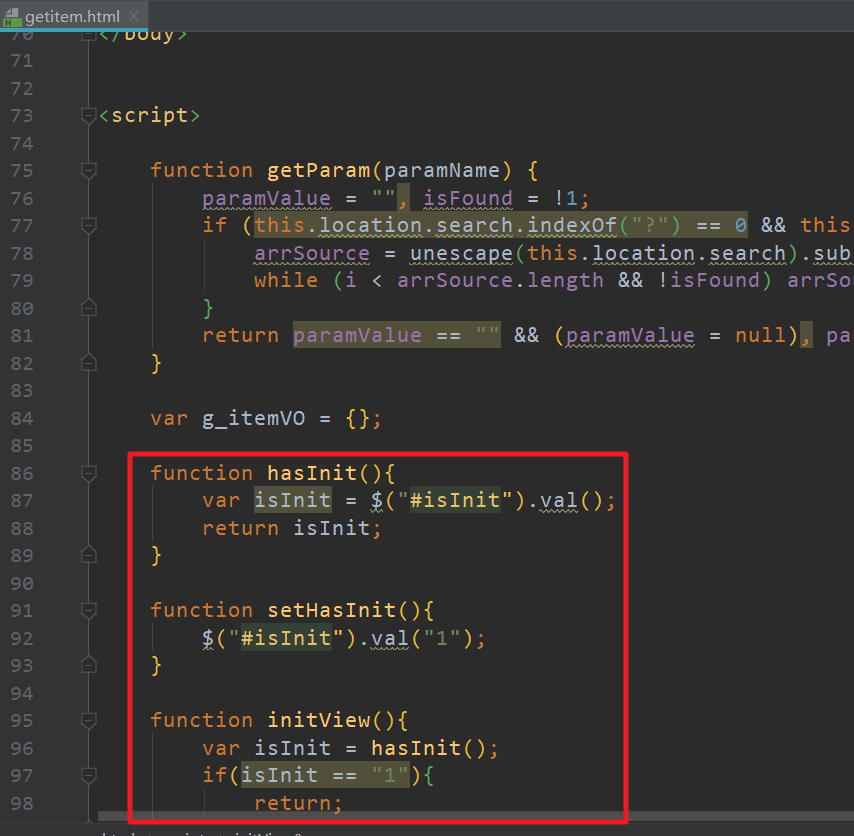 getitem.html
70 </body>
71
72
73 <script>
74
75 function getParam(paramName) {
76 paramValue = "", isFound = !1;
77 if (this.location.search.indexOf("?") == 0 && this
78 arrSource = unescape(this.location.search).sub
79 while (i < arrSource.length && !isFound) arrSo
80 }
81 return paramValue == "" && (paramValue = null), pa
82 }
83
84 var g_itemVO = {};
85
86 function hasInit(){
87 var isInit = $("#isInit").val();
88 return isInit;
89 }
90
91 function setHasInit(){
92 $("#isInit").val("1");
93 }
94
95 function initView(){
96 var isInit = hasInit();
97 if(isInit == "1"){
98 return;